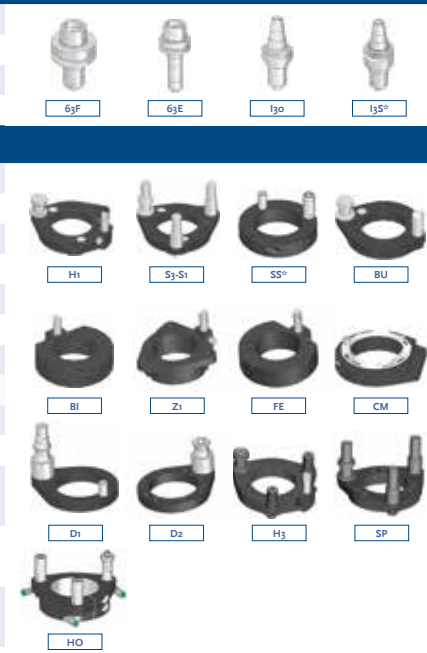 63F 63E I30 I3S*
H1 S3-S1 SS* BU
BI Z1 FE CM
D1 D2 H3 SP
HO